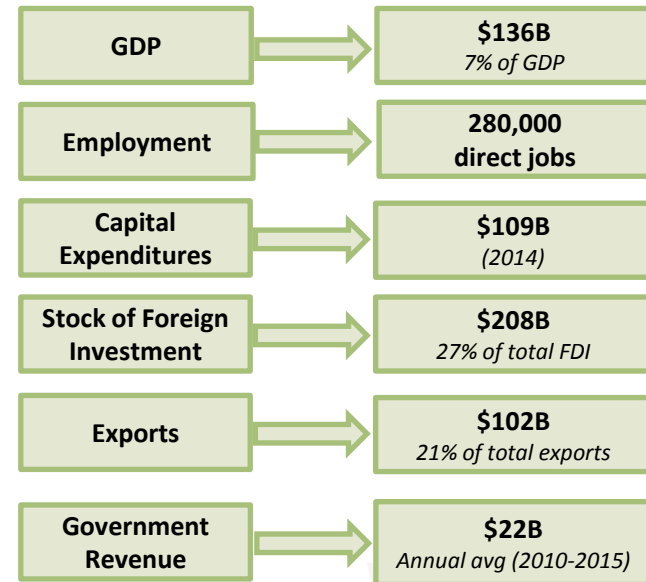 GDP
$136B
7% of GDP
Employment
280,000
direct jobs
Capital
Expenditures
$109B
(2014)
Stock of Foreign
Investment
$208B
27% of total FDI
Exports
$102B
21% of total exports
Government
Revenue
$22B
Annual avg (2010-2015)